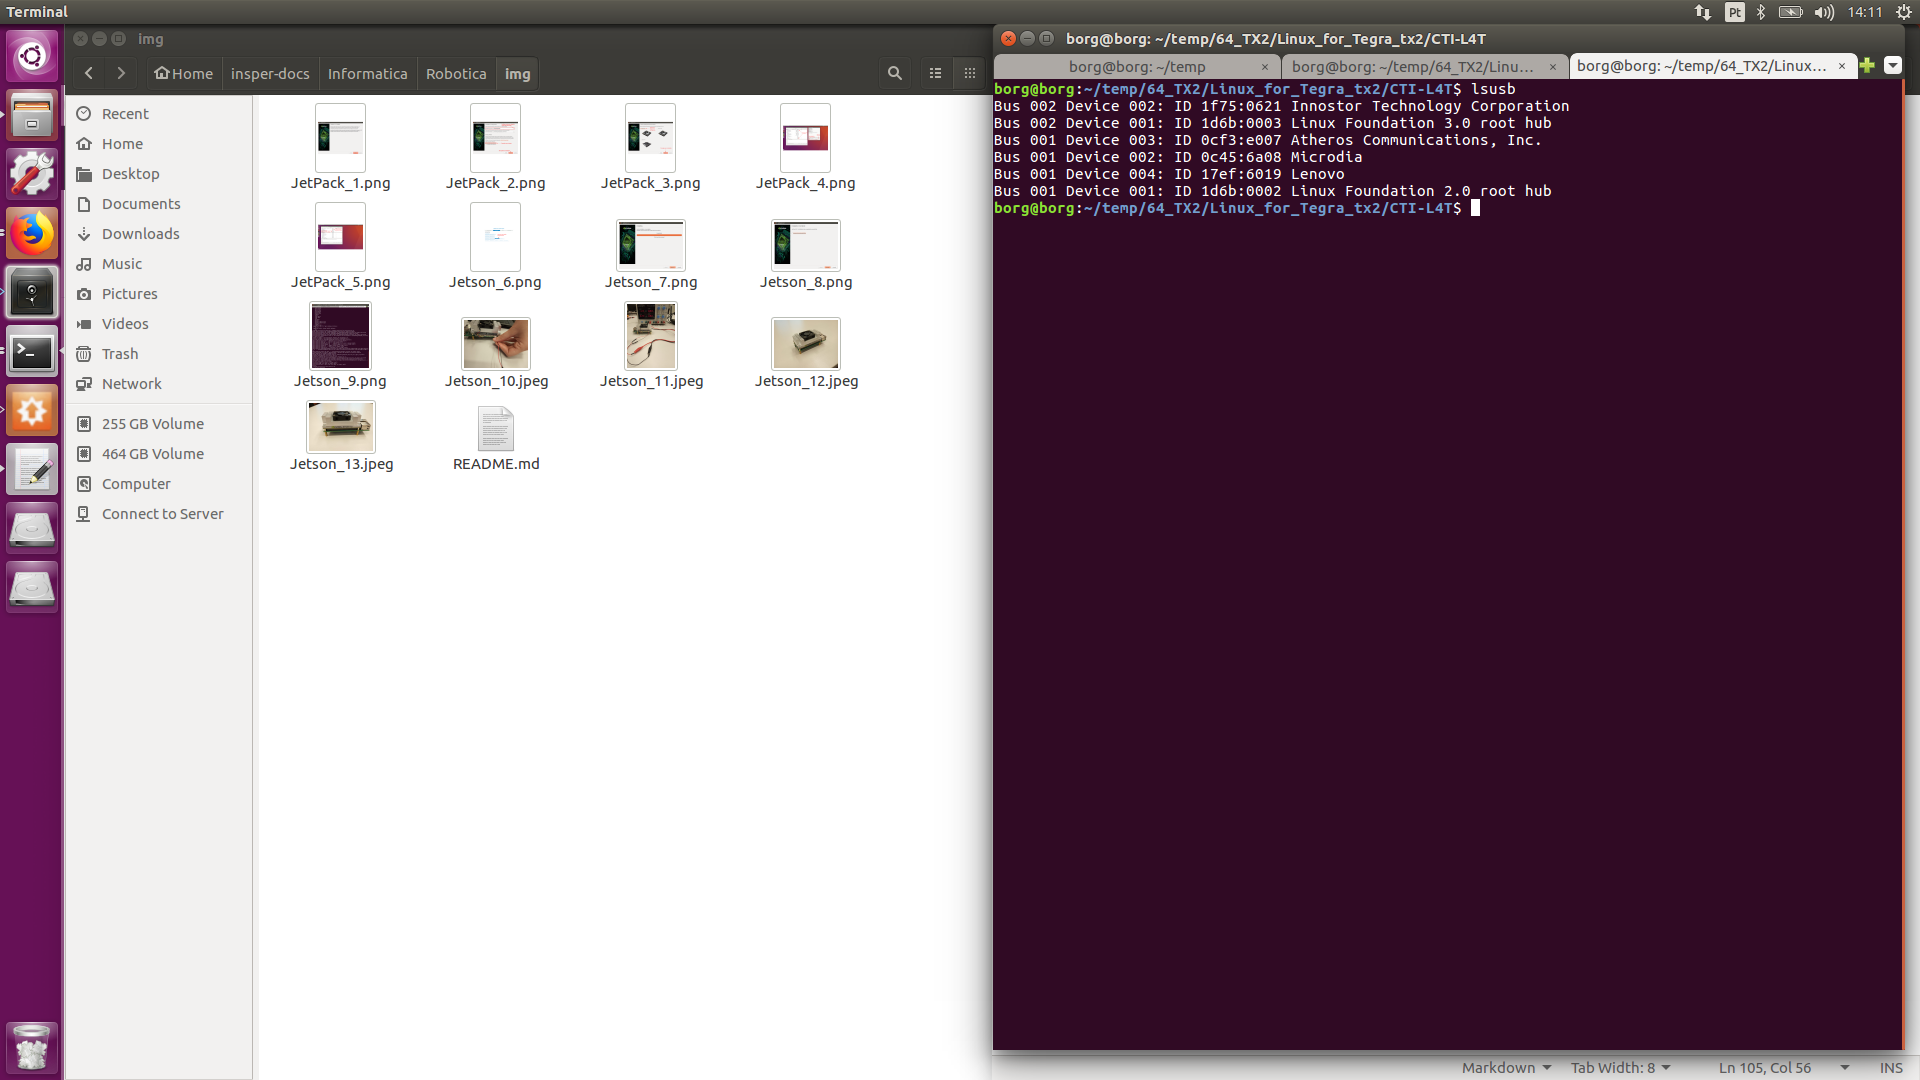 Terminal
Pt
14:11
img
Home
insper-docs
Informatica
Robotica
img
Recent
Home
Desktop
Documents
Downloads
Music
Pictures
Videos
Trash
Network
255 GB Volume
464 GB Volume
Computer
Connect to Server
JetPack_1.png
JetPack_2.png
JetPack_3.png
JetPack_4.png
JetPack_5.png
Jetson_6.png
Jetson_7.png
Jetson_8.png
Jetson_9.png
Jetson_10.jpeg
Jetson_11.jpeg
Jetson_12.jpeg
Jetson_13.jpeg
README.md
borg@borg: ~/temp/64_TX2/Linux_for_Tegra_tx2/CTI-L4T
borg@borg: ~/temp
borg@borg: ~/temp/64_TX2/Linu...
borg@borg: ~/temp/64_TX2/Linux...
borg@borg:~/temp/64_TX2/Linux_for_Tegra_tx2/CTI-L4T$ lsusb
Bus 002 Device 002: ID 1f75:0621 Innostor Technology Corporation
Bus 002 Device 001: ID 1d6b:0003 Linux Foundation 3.0 root hub
Bus 001 Device 003: ID 0cf3:e007 Atheros Communications, Inc.
Bus 001 Device 002: ID 0c45:6a08 Microdia
Bus 001 Device 004: ID 17ef:6019 Lenovo
Bus 001 Device 001: ID 1d6b:0002 Linux Foundation 2.0 root hub
borg@borg:~/temp/64_TX2/Linux_for_Tegra_tx2/CTI-L4T$
Markdown
Tab Width: 8
Ln 105, Col 56
INS